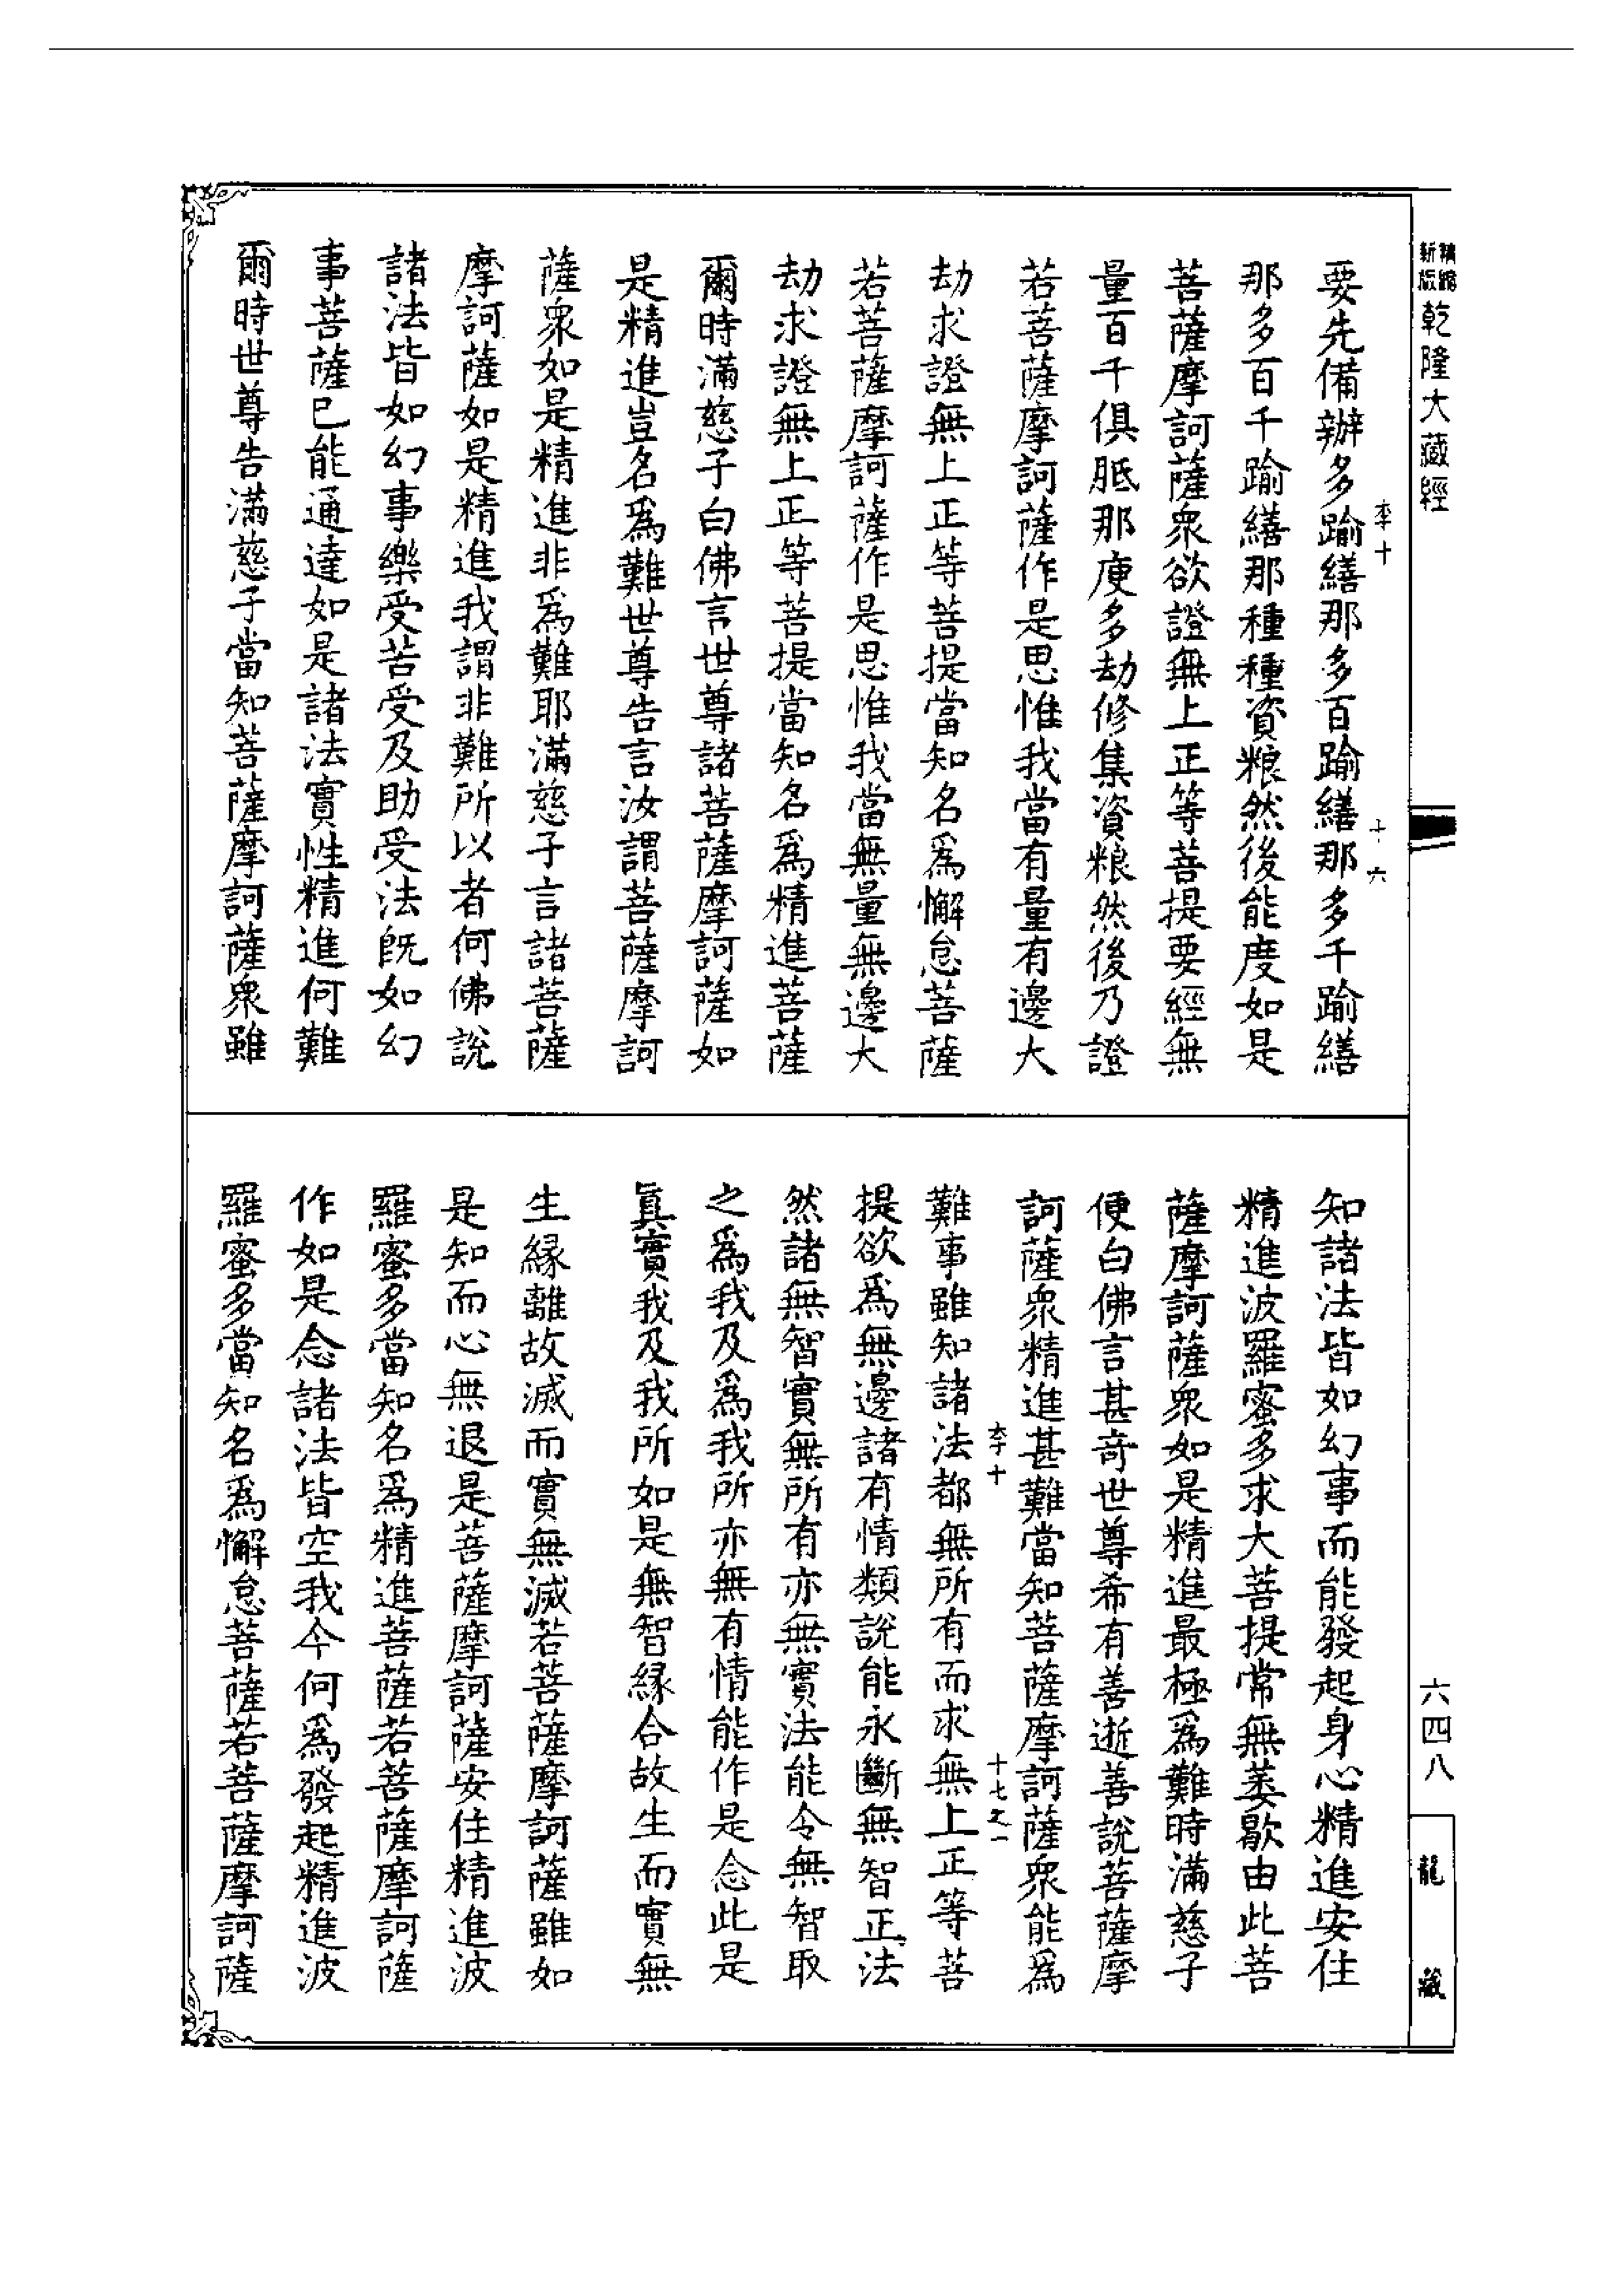 新版精縮乾隆大藏經
李十
十六
要先備辦多踰繕那多百踰繕那多千踰繕
那多百千踰繕那種種資粮然後能度如是
菩薩摩訶薩衆欲證無上正等菩提要經無
量百千俱胝那庾多劫修集資粮然後乃證
若菩薩摩訶薩作是思惟我當有量有邊大
劫求證無上正等菩提當知名爲懈怠菩薩
若菩薩摩訶薩作是思惟我當無量無邊大
劫求證無上正等菩提當知名爲精進菩薩
爾時滿慈子白佛言世尊諸菩薩摩訶薩如
是精進豈名爲難世尊告言汝謂菩薩摩訶
薩衆如是精進非爲難耶滿慈子言諸菩薩
摩訶薩如是精進我謂非難所以者何佛說
諸法皆如幻事樂受苦受及助受法旣如幻
事菩薩已能通達如是諸法實性精進何難
爾時世尊告滿慈子當知菩薩摩訶薩衆雖
知諸法皆如幻事而能發起身心精進安住
精進波羅蜜多求大菩提常無萎歇由此菩
薩摩訶薩衆如是精進最極爲難時滿慈子
便白佛言甚竒世尊希有善逝善說菩薩摩
訶薩衆精進甚難當知菩薩摩訶薩衆能爲
李十
十七之一
難事雖知諸法都無所有而求無上正等菩
提欲爲無邊諸有情類說能永斷無智正法
然諸無智實無所有亦無實法能令無智取
之爲我及爲我所亦無有情能作是念此是
眞實我及我所如是無智緣合故生而實無
生緣離故滅而實無滅若菩薩摩訶薩雖如
是知而心無退是菩薩摩訶薩安住精進波
羅蜜多當知名爲精進菩薩若菩薩摩訶薩
作如是念諸法皆空我今何爲發起精進波
羅蜜多當知名爲懈怠菩薩若菩薩摩訶薩
六四八
龍藏